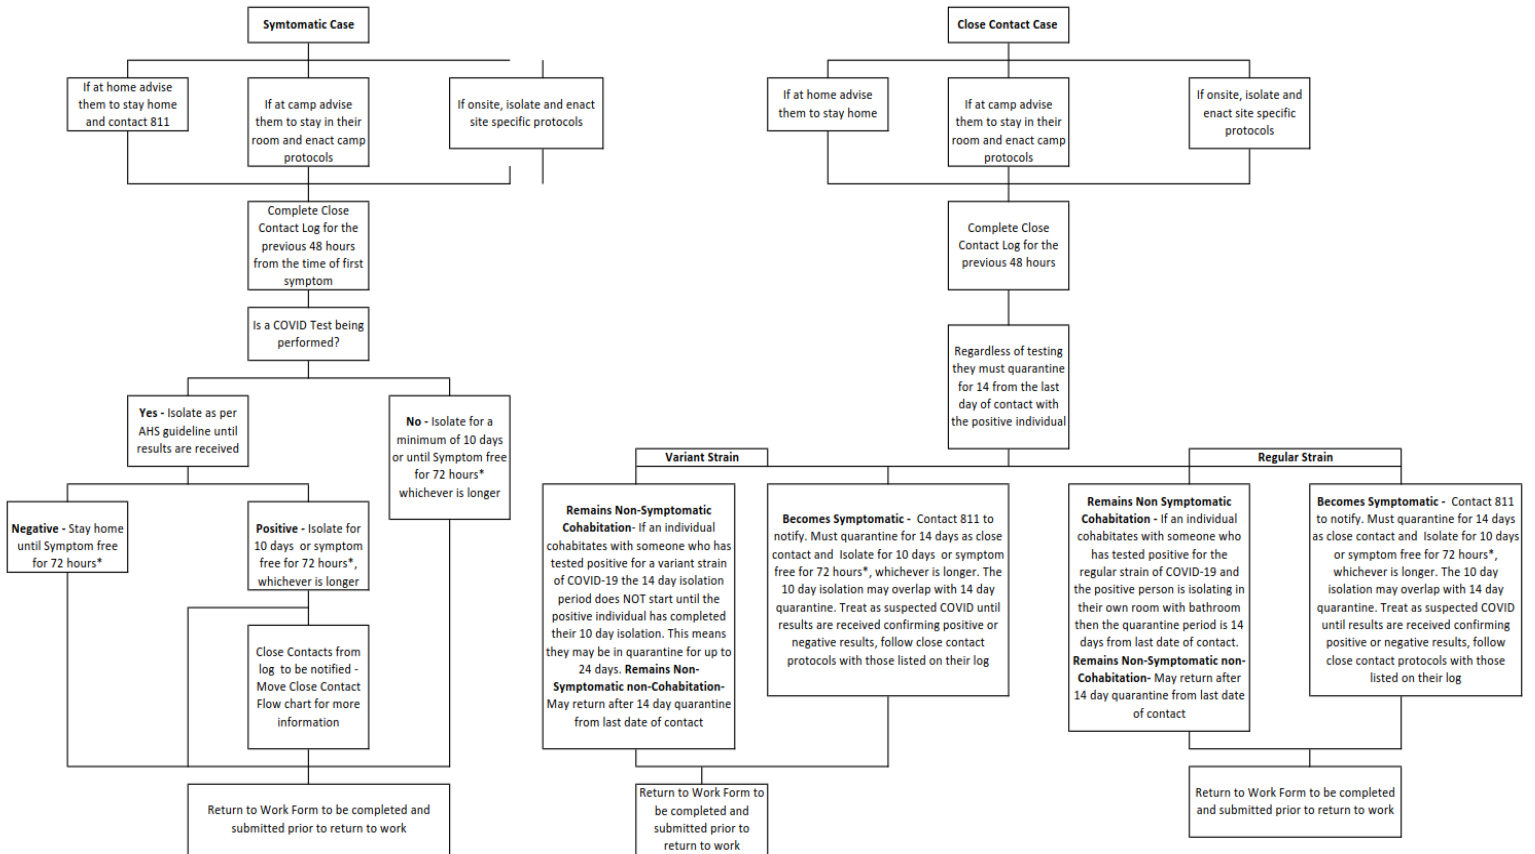 Symtomatic Case
If at home advise
them to stay home
and contact 811
If at camp advise
them to stay in their
room and enact camp
protocols
If onsite, isolate and enact
site specific protocols
Complete Close
Contact Log for the
previous 48 hours
from the time of first
symptom
Is a COVID Test being
performed?
Yes - Isolate as per
AHS guideline until
results are received
No - Isolate for a
minimum of 10 days
or until Symptom free
for 72 hours*
whichever is longer
Negative - Stay home
until Symptom free
for 72 hours*
Positive - Isolate for
10 days or symptom
free for 72 hours*,
whichever is longer
Close Contacts from
log to be notified -
Move Close Contact
Flow chart for more
information
Return to Work Form to be completed and
submitted prior to return to work
Close Contact Case
If at home advise
them to stay home
If at camp advise
them to stay in their
room and enact camp
protocols
If onsite, isolate and
enact site specific
protocols
Complete Close
Contact Log for the
previous 48 hours
Regardless of testing
they must quarantine
for 14 from the last
day of contact with
the positive individual
Variant Strain
Remains Non-Symptomatic
Cohabitation- If an individual
cohabitates with someone who has
tested positive for a variant strain
of COVID-19 the 14 day isolation
period does NOT start until the
positive individual has completed
their 10 day isolation. This means
they may be in quarantine for up to
24 days. Remains Non-
Symptomatic non-Cohabitation-
May return after 14 day quarantine
from last date of contact
Becomes Symptomatic - Contact 811 to
notify. Must quarantine for 14 days as close
contact and Isolate for 10 days or symptom
free for 72 hours*, whichever is longer. The
10 day isolation may overlap with 14 day
quarantine. Treat as suspected COVID until
results are received confirming positive or
negative results, follow close contact
protocols with those listed on their log
Return to Work Form to
be completed and
submitted prior to
return to work
Regular Strain
Remains Non Symptomatic
Cohabitation - If an individual
cohabitates with someone who
has tested positive for the
regular strain of COVID-19 and
the positive person is isolating in
their own room with bathroom
then the quarantine period is 14
days from last date of contact.
Remains Non-Symptomatic non-
Cohabitation- May return after
14 day quarantine from last date
of contact
Becomes Symptomatic - Contact 811
to notify. Must quarantine for 14 days
as close contact and Isolate for 10 days
or symptom free for 72 hours*,
whichever is longer. The 10 day
isolation may overlap with 14 day
quarantine. Treat as suspected COVID
until results are received confirming
positive or negative results, follow
close contact protocols with those
listed on their log
Return to Work Form to be completed
and submitted prior to return to work